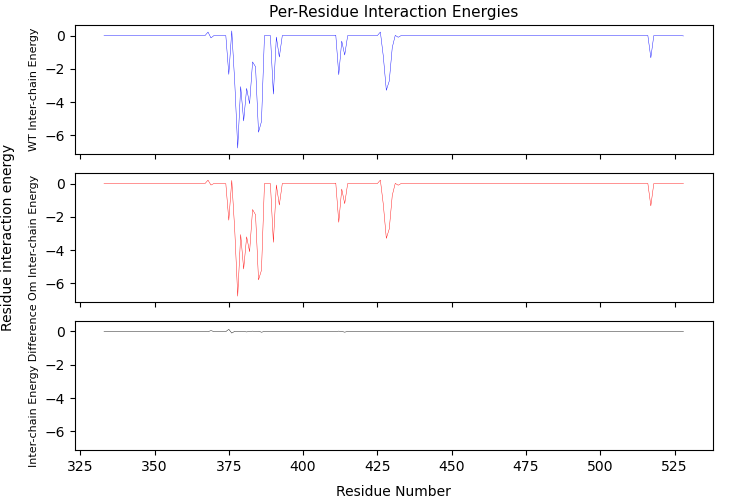 Per-Residue Interaction Energies
Residue interaction energy
WT Inter-chain Energy
0
−2
−4
−6
Om Inter-chain Energy
0
−2
−4
−6
Inter-chain Energy Difference
0
−2
−4
−6
325 350 375 400 425 450 475 500 525
Residue Number